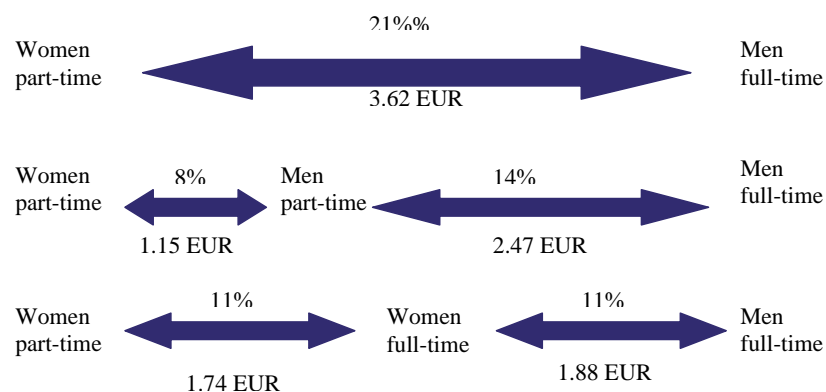 21%%
Women
part-time
Men
full-time
3.62 EUR
Women
part-time
8%
Men
part-time
14%
Men
full-time
1.15 EUR
2.47 EUR
Women
part-time
11%
Women
full-time
11%
Men
full-time
1.74 EUR
1.88 EUR